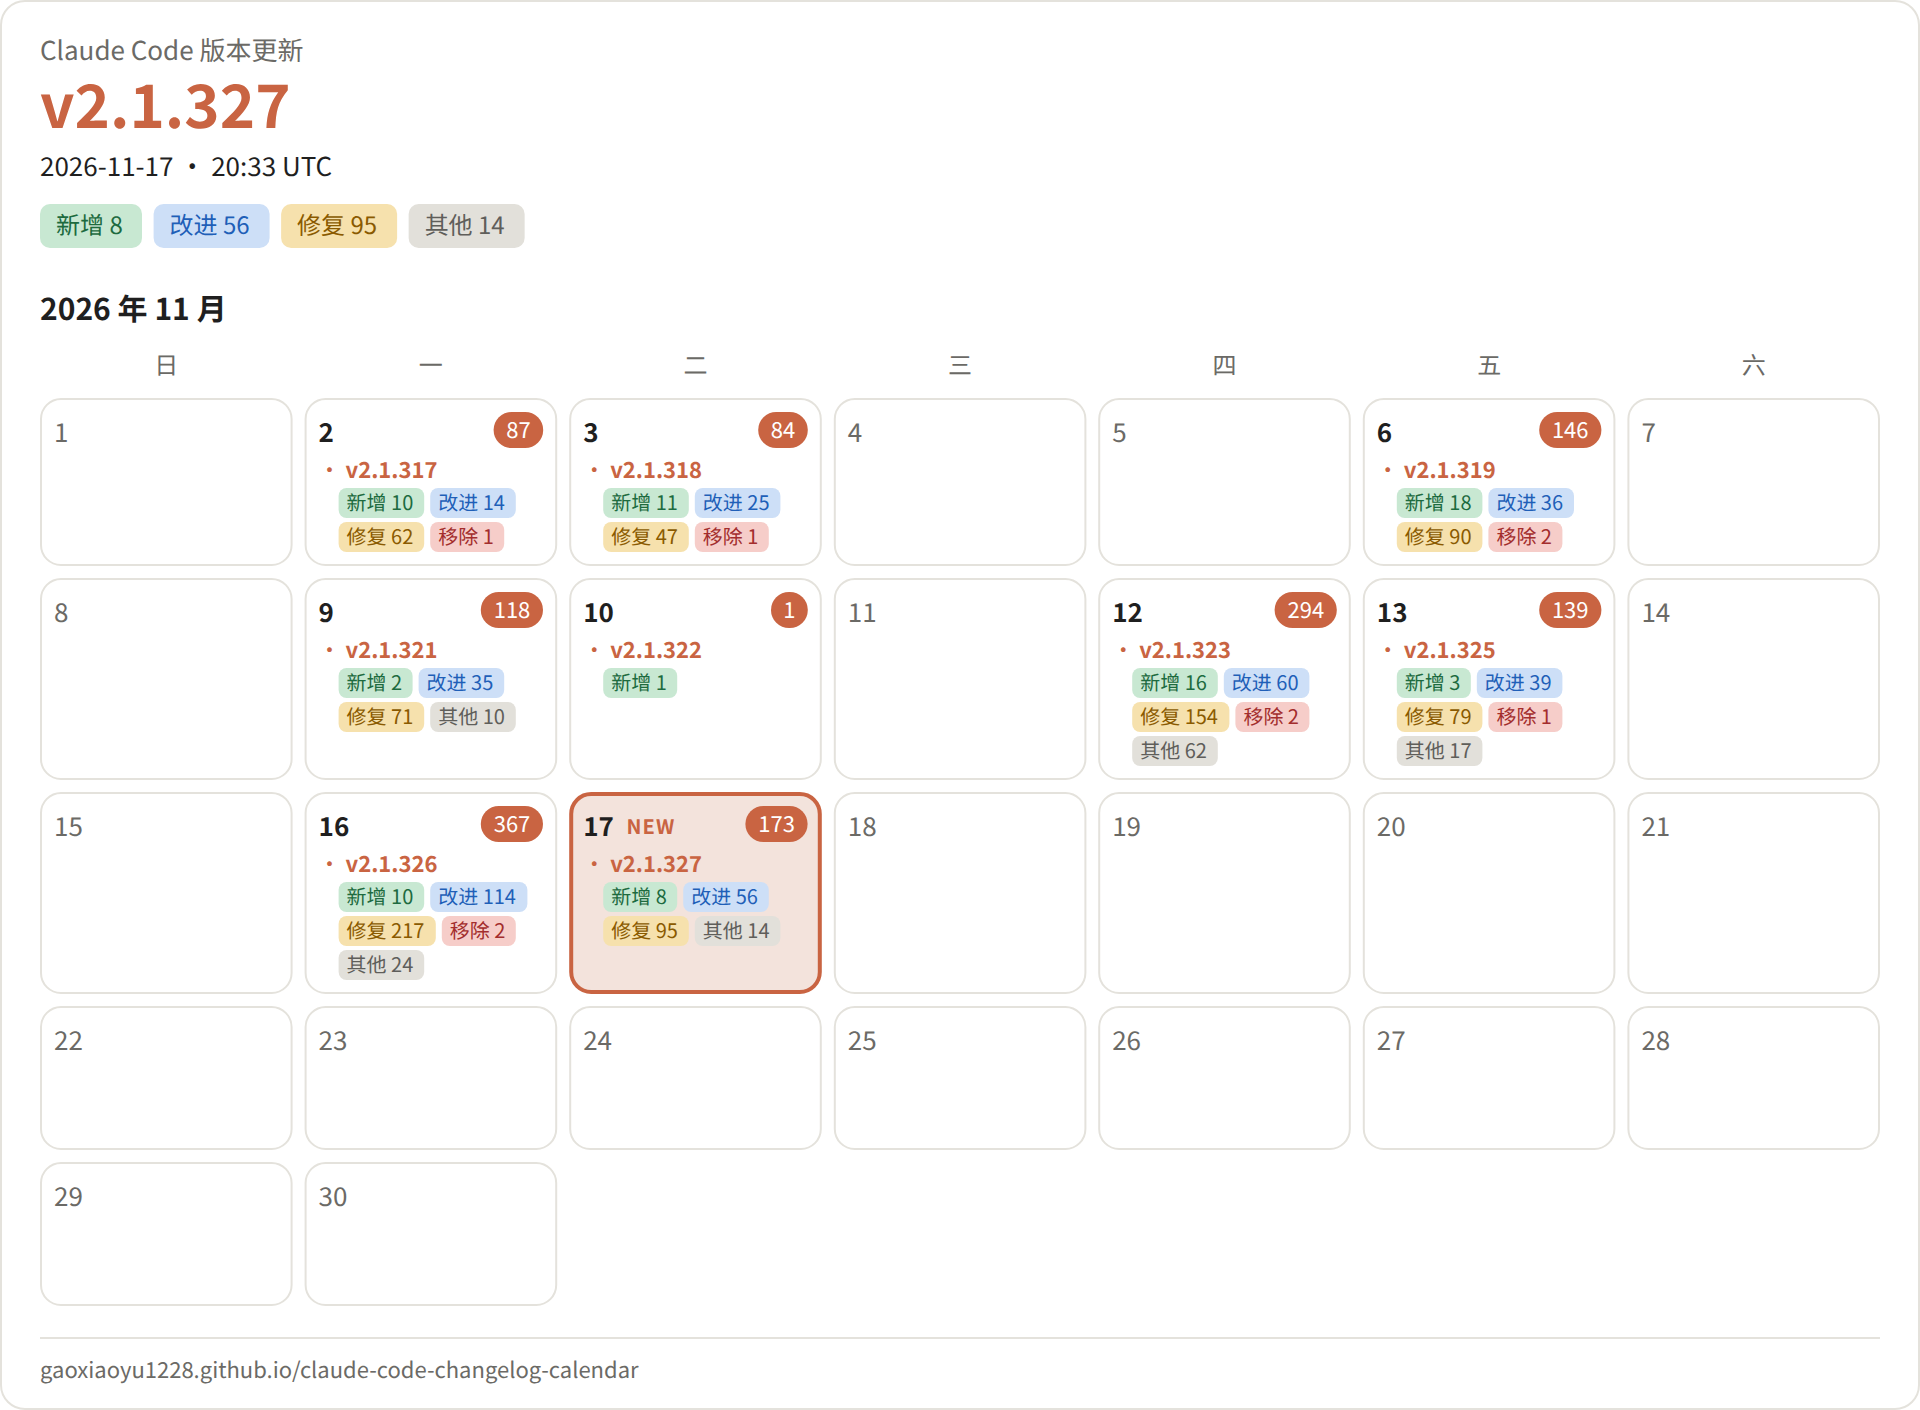 Claude Code 版本更新
v2.1.327
2026-11-17 · 20:33 UTC
新增 8 改进 56 修复 95 其他 14
2026 年 11 月
日 一 二 三 四 五 六
1
2 87
· v2.1.317
新增 10 改进 14
修复 62 移除 1
3 84
· v2.1.318
新增 11 改进 25
修复 47 移除 1
4
5
6 146
· v2.1.319
新增 18 改进 36
修复 90 移除 2
7
8
9 118
· v2.1.321
新增 2 改进 35
修复 71 其他 10
10 1
· v2.1.322
新增 1
11
12 294
· v2.1.323
新增 16 改进 60
修复 154 移除 2
其他 62
13 139
· v2.1.325
新增 3 改进 39
修复 79 移除 1
其他 17
14
15
16 367
· v2.1.326
新增 10 改进 114
修复 217 移除 2
其他 24
17 NEW 173
· v2.1.327
新增 8 改进 56
修复 95 其他 14
18
19
20
21
22
23
24
25
26
27
28
29
30
gaoxiaoyu1228.github.io/claude-code-changelog-calendar